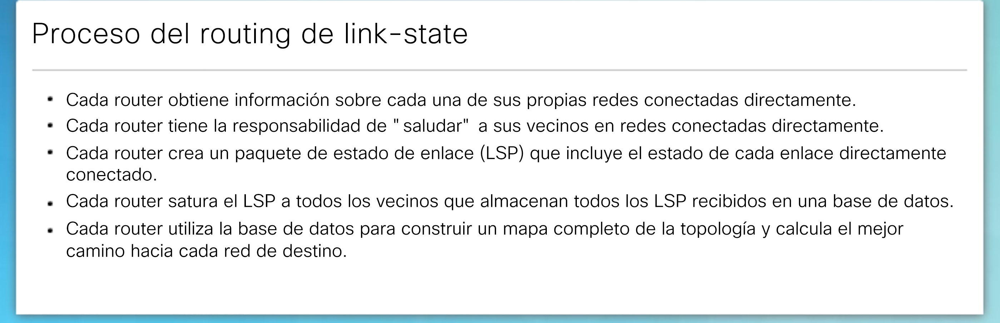 Proceso del routing de link-state
▪ Cada router obtiene información sobre cada una de sus propias redes conectadas directamente.
▪ Cada router tiene la responsabilidad de " saludar"  a sus vecinos en redes conectadas directamente.
▪ Cada router crea un paquete de estado de enlace (LSP) que incluye el estado de cada enlace directamente
conectado.
▪ Cada router satura el LSP a todos los vecinos que almacenan todos los LSP recibidos en una base de datos.
▪ Cada router utiliza la base de datos para construir un mapa completo de la topología y calcula el mejor
camino hacia cada red de destino.